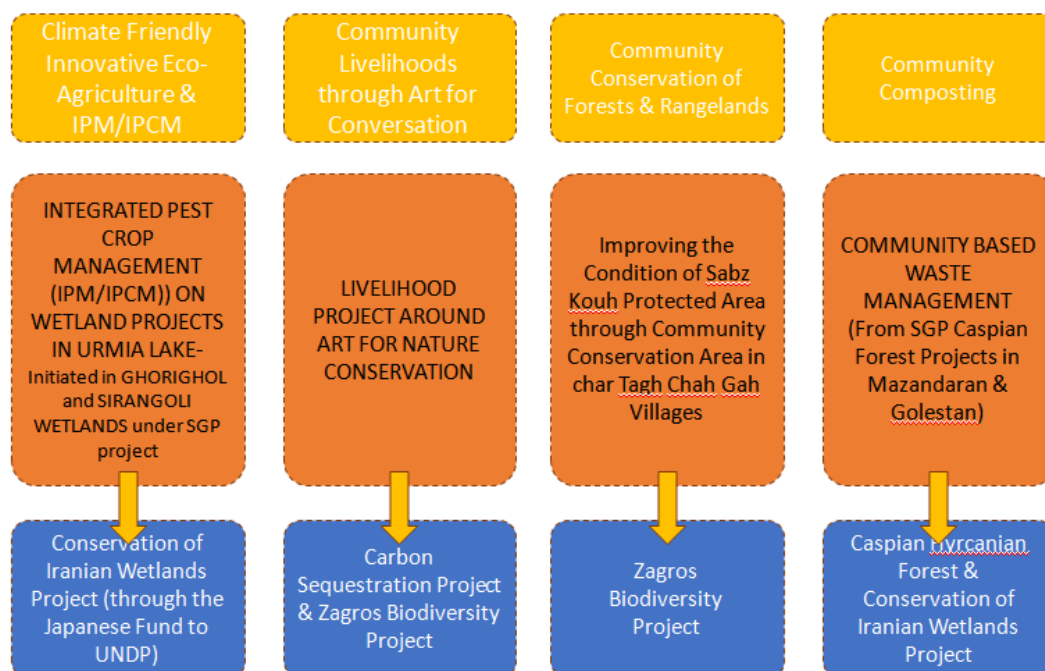 Climate Friendly
Innovative Eco-
Agriculture &
IPM/IPCM
Community
Livelihoods
through Art for
Conversation
Community
Conservation of
Forests & Rangelands
Community
Composting
INTEGRATED PEST
CROP
MANAGEMENT
(IPM/IPCM)) ON
WETLAND PROJECTS
IN URMIA LAKE-
Initiated in GHORIGHOL
and SIRANGOLI
WETLANDS under SGP
project
LIVELIHOOD
PROJECT AROUND
ART FOR NATURE
CONSERVATION
Improving the
Condition of Sabz
Kouh Protected Area
through Community
Conservation Area in
char Tagh Chah Gah
Villages
COMMUNITY BASED
WASTE
MANAGEMENT
(From SGP Caspian
Forest Projects in
Mazandaran &
Golestan)
Conservation of
Iranian Wetlands
Project (through the
Japanese Fund to
UNDP)
Carbon
Sequestration Project
& Zagros Biodiversity
Project
Zagros
Biodiversity
Project
Caspian Hyrcanian
Forest &
Conservation of
Iranian Wetlands
Project